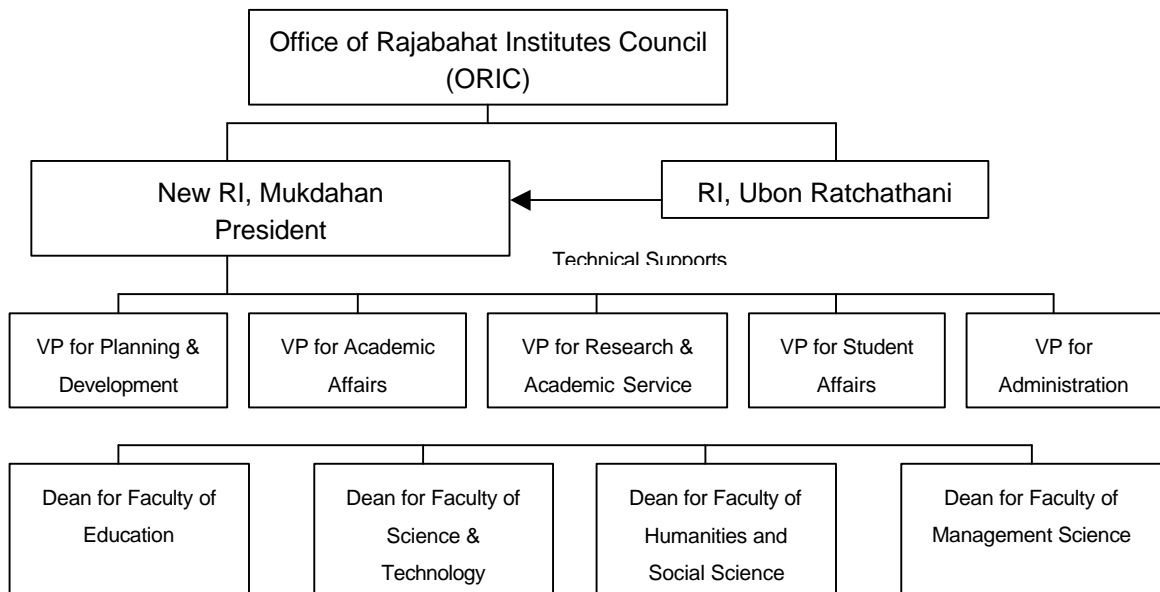 Office of Rajabahat Institutes Council
(ORIC)
New RI, Mukdahan
President
RI, Ubon Ratchathani
Technical Supports
VP for Planning &
Development
VP for Academic
Affairs
VP for Research &
Academic Service
VP for Student
Affairs
VP for
Administration
Dean for Faculty of
Education
Dean for Faculty of
Science &
Technology
Dean for Faculty of
Humanities and
Social Science
Dean for Faculty of
Management Science